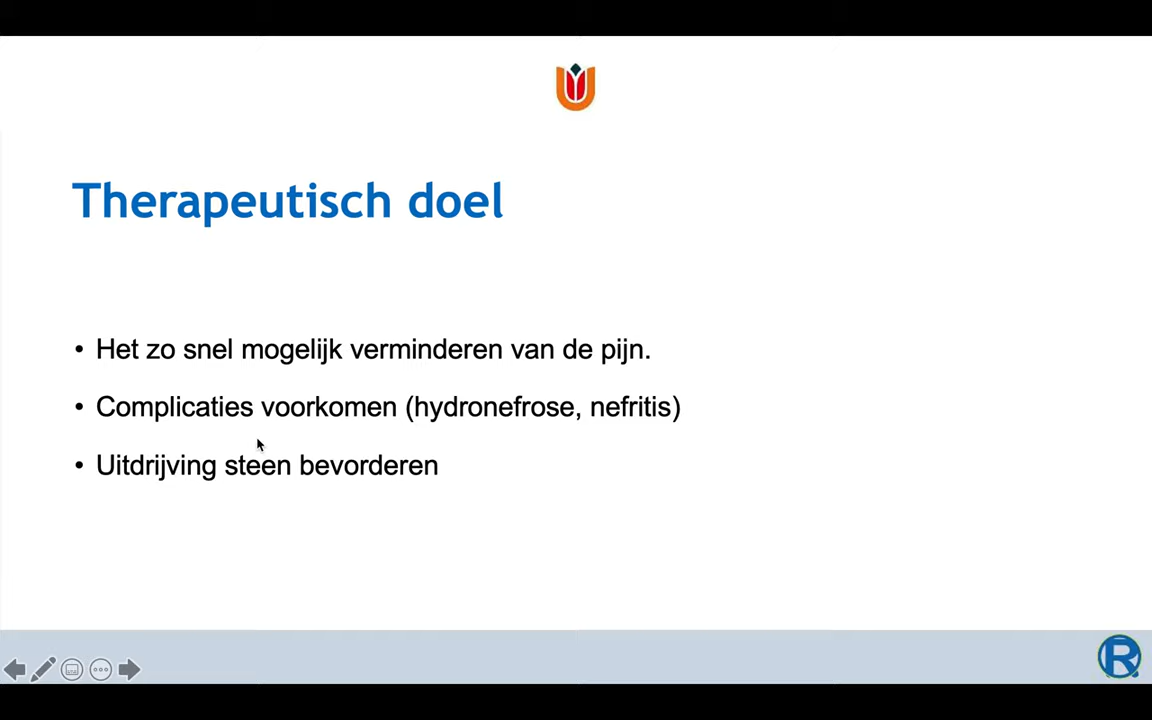 Therapeutisch doel
• Het zo snel mogelijk verminderen van de pijn.
• Complicaties voorkomen (hydronefrose, nefritis)
• Uitdrijving steen bevorderen
R